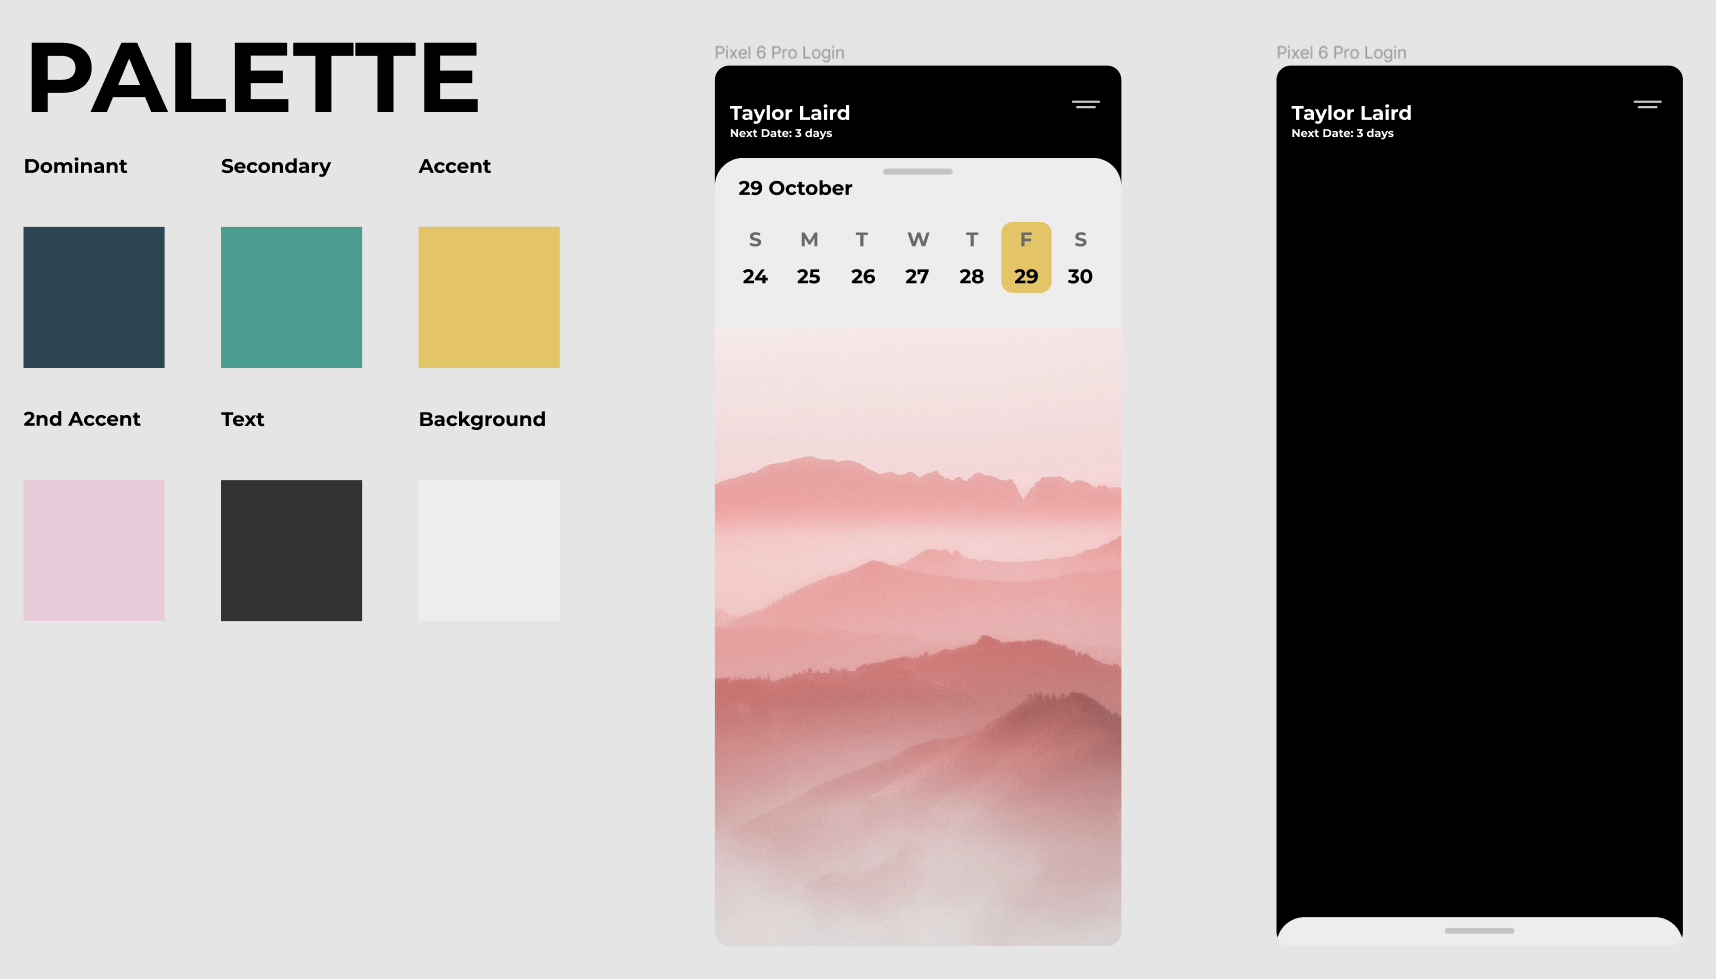 PALETTE
Dominant
Secondary
Accent
2nd Accent
Text
Background
Pixel 6 Pro Login
Taylor Laird
Next Date: 3 days
29 October
S M T W T F S
24 25 26 27 28 29 30
Pixel 6 Pro Login
Taylor Laird
Next Date: 3 days